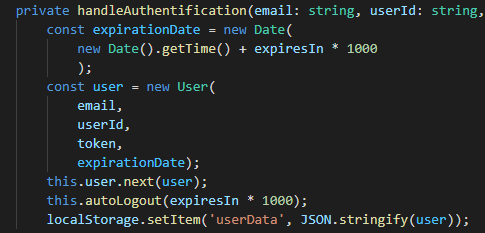 private handleAuthentification(email: string, userId: string,
const expirationDate = new Date(
new Date().getTime() + expiresIn * 1000
);
const user = new User(
email,
userId,
token,
expirationDate);
this.user.next(user);
this.autoLogout(expiresIn * 1000);
localStorage.setItem('userData', JSON.stringify(user));